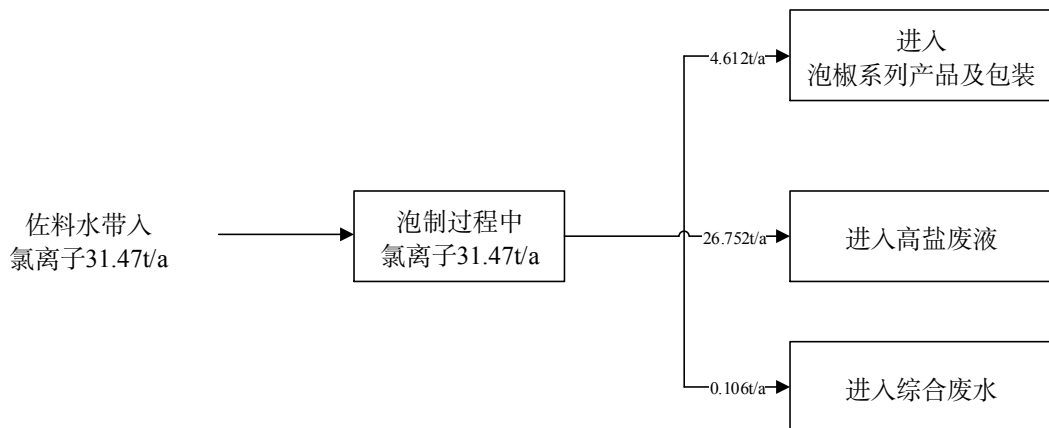 进入
泡椒系列产品及包装
4.612t/a
佐料水带入
氯离子31.47t/a
泡制过程中
氯离子31.47t/a
26.752t/a
进入高盐废液
0.106t/a
进入综合废水